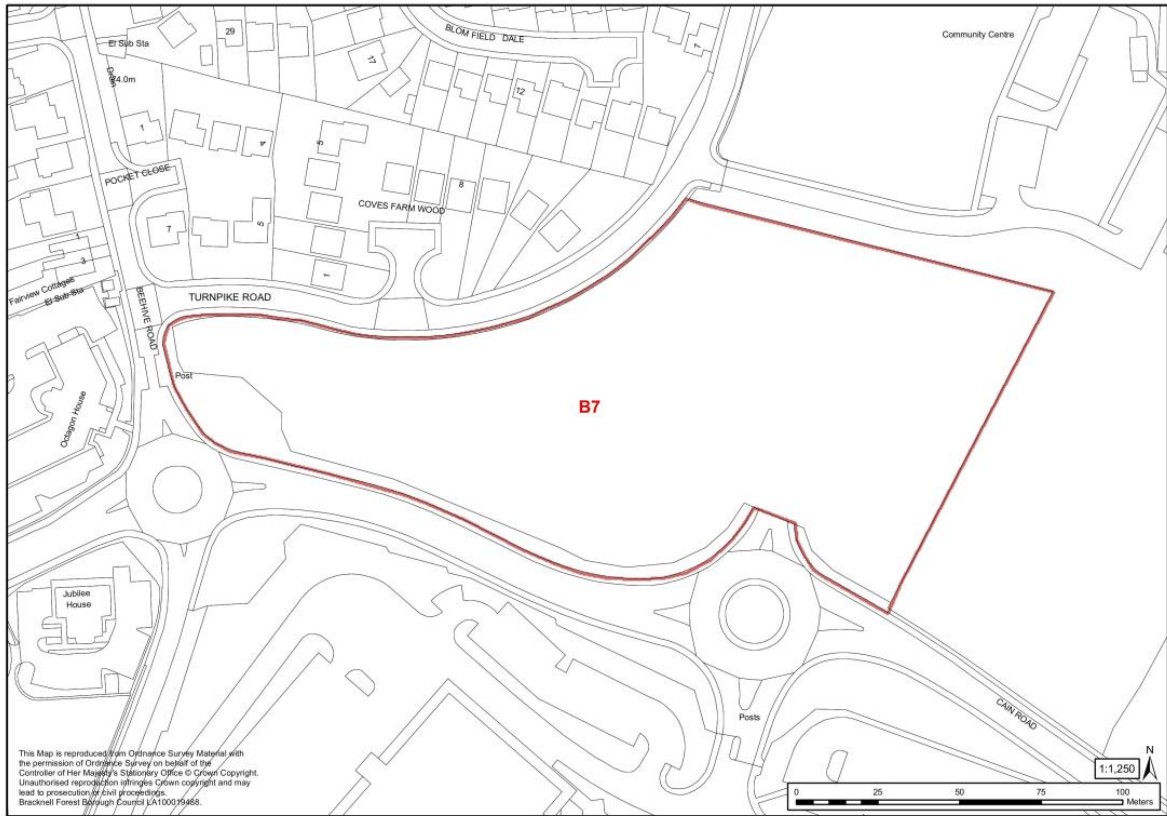 El Sub Sta
29
BLOM FIELD DALE
7
Community Centre
Drain
74.0m
17
12
1
4
5
POCKET CLOSE
8
COVES FARM WOOD
7
5
1
3
Fairview Cottages
El Sub Sta
1
TURNPIKE ROAD
BEEHIVE ROAD
Post
B7
Octagon House
Jubilee
House
Posts
CAIN ROAD
This Map is reproduced from Ordnance Survey Material with
the permission of Ordnance Survey on behalf of the
Controller of Her Majesty's Stationary Office © Crown Copyright.
Unauthorised reproduction infringes Crown copyright and may
lead to prosecution or civil proceedings.
Bracknell Forest Borough Council LA100019488.
N
1:1,250
0 25 50 75 100
Meters